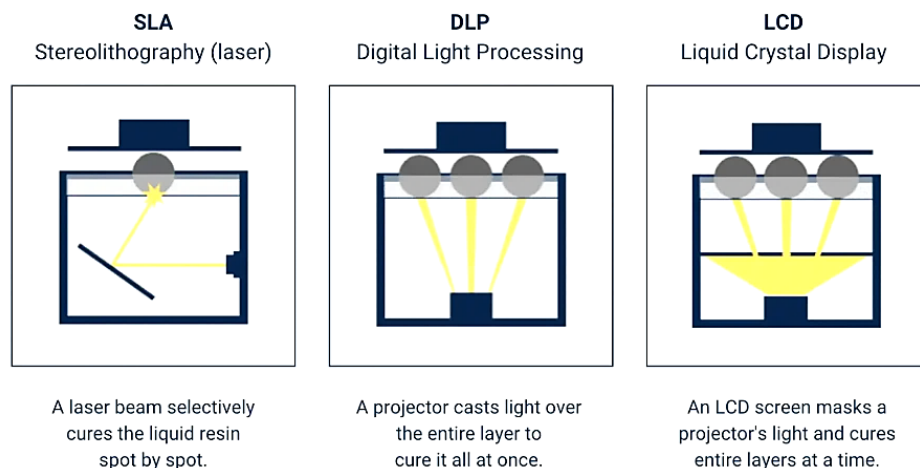 SLA
Stereolithography (laser)
DLP
Digital Light Processing
LCD
Liquid Crystal Display
A laser beam selectively
cures the liquid resin
spot by spot.
A projector casts light over
the entire layer to
cure it all at once.
An LCD screen masks a
projector's light and cures
entire layers at a time.